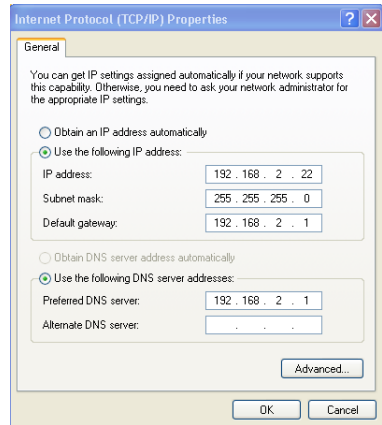 Internet Protocol (TCP/IP) Properties
General
You can get IP settings assigned automatically if your network supports
this capability. Otherwise, you need to ask your network administrator for
the appropriate IP settings.
Obtain an IP address automatically
Use the following IP address:
IP address: 192 . 168 . 2 . 22
Subnet mask: 255 . 255 . 255 . 0
Default gateway: 192 . 168 . 2 . 1
Obtain DNS server address automatically
Use the following DNS server addresses:
Preferred DNS server: 192 . 168 . 2 . 1
Alternate DNS server: . . .
Advanced...
OK Cancel